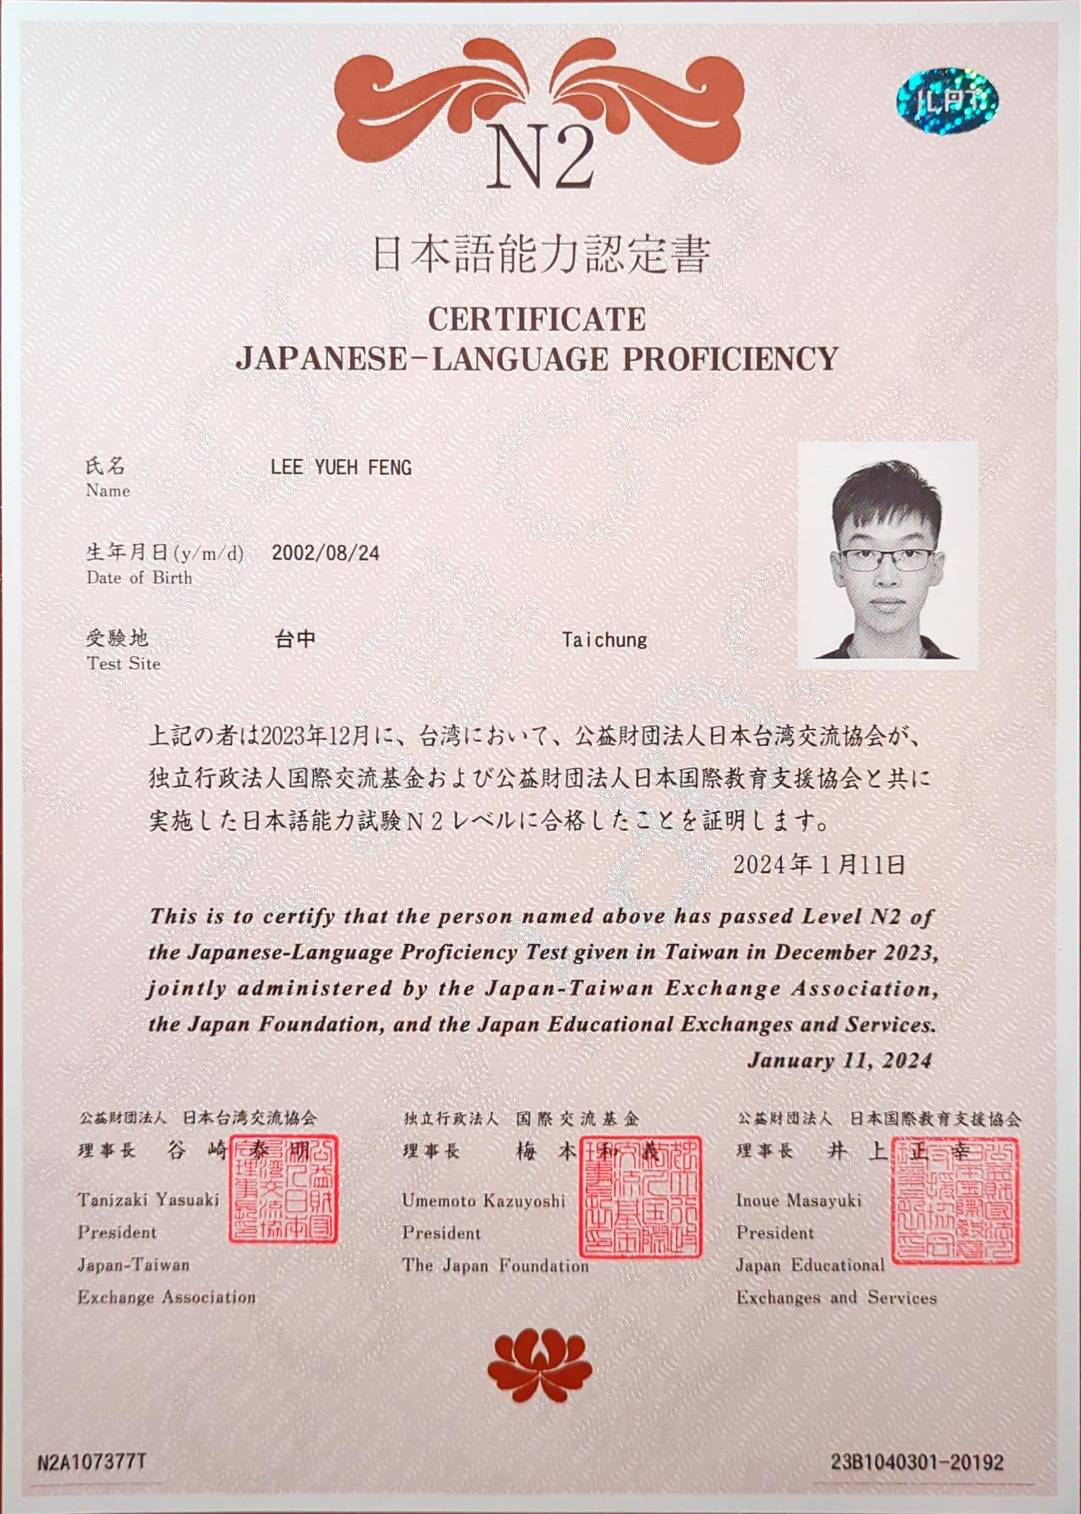 N2
JLPT
日本語能力認定書
CERTIFICATE
JAPANESE-LANGUAGE PROFICIENCY
氏名 LEE YUEH FENG
Name
生年月日(y/m/d) 2002/08/24
Date of Birth
受験地 台中 Taichung
Test Site
上記の者は2023年12月に、台湾において、公益財団法人日本台湾交流協会が、
独立行政法人国際交流基金および公益財団法人日本国際教育支援協会と共に
実施した日本語能力試験N2レベルに合格したことを証明します。
2024年1月11日
This is to certify that the person named above has passed Level N2 of
the Japanese-Language Proficiency Test given in Taiwan in December 2023,
jointly administered by the Japan-Taiwan Exchange Association,
the Japan Foundation, and the Japan Educational Exchanges and Services.
January 11, 2024
公益財団法人 日本台湾交流協会
理事長 谷崎泰明
Tanizaki Yasuaki
President
Japan-Taiwan
Exchange Association
独立行政法人 国際交流基金
理事長 梅本和義
Umemoto Kazuyoshi
President
The Japan Foundation
公益財団法人 日本国際教育支援協会
理事長 井上正幸
Inoue Masayuki
President
Japan Educational
Exchanges and Services
N2A107377T
23B1040301-20192